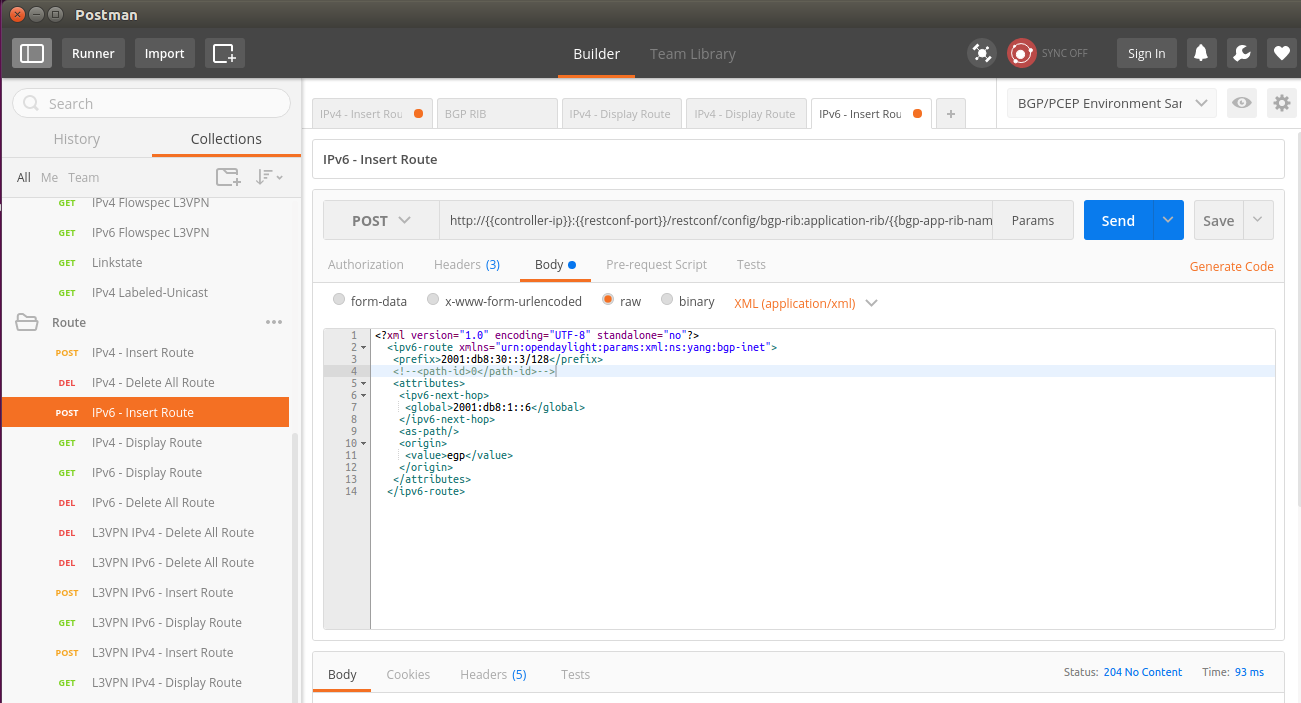 Postman
Runner
Import
Builder
Team Library
SYNC OFF
Sign In
Search
History
Collections
All Me Team
GET IPv4 Flowspec L3VPN
GET IPv6 Flowspec L3VPN
GET Linkstate
GET IPv4 Labeled-Unicast
Route
POST IPv4 - Insert Route
DEL IPv4 - Delete All Route
POST IPv6 - Insert Route
GET IPv4 - Display Route
GET IPv6 - Display Route
DEL IPv6 - Delete All Route
DEL L3VPN IPv4 - Delete All Route
DEL L3VPN IPv6 - Delete All Route
POST L3VPN IPv6 - Insert Route
GET L3VPN IPv6 - Display Route
POST L3VPN IPv4 - Insert Route
GET L3VPN IPv4 - Display Route
IPv4 - Insert Rou
BGP RIB
IPv4 - Display Route
IPv4 - Display Route
IPv6 - Insert Rou
+
BGP/PCEP Environment Sar
IPv6 - Insert Route
POST
http://{{controller-ip}}:{{restconf-port}}/restconf/config/bgp-rib:application-rib/{{bgp-app-rib-nam
Params
Send
Save
Authorization
Headers (3)
Body
Pre-request Script
Tests
Generate Code
form-data
x-www-form-urlencoded
raw
binary
XML (application/xml)
1 <?xml version="1.0" encoding="UTF-8" standalone="no"?>
2 <ipv6-route xmlns="urn:opendaylight:params:xml:ns:yang:bgp-inet">
3 <prefix>2001:db8:30::3/128</prefix>
4 <!--<path-id>0</path-id>-->
5 <attributes>
6 <ipv6-next-hop>
7 <global>2001:db8:1::6</global>
8 </ipv6-next-hop>
9 <as-path/>
10 <origin>
11 <value>egp</value>
12 </origin>
13 </attributes>
14 </ipv6-route>
Body
Cookies
Headers (5)
Tests
Status: 204 No Content
Time: 93 ms